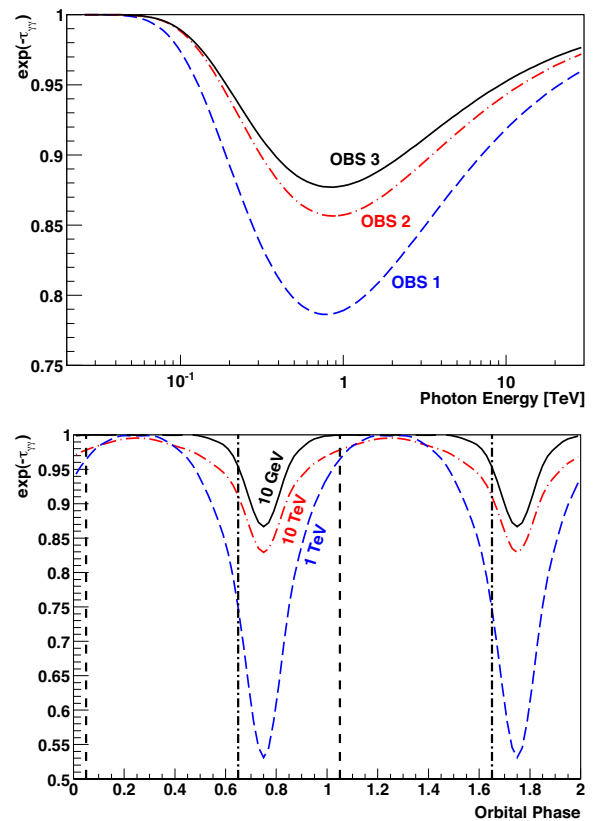 exp(-τγγ)
1
0.95
0.9
0.85
0.8
0.75
OBS 3
OBS 2
OBS 1
10-1 1 10
Photon Energy [TeV]
exp(-τγγ)
1
0.95
0.9
0.85
0.8
0.75
0.7
0.65
0.6
0.55
0.5
10 GeV
10 TeV
1 TeV
0 0.2 0.4 0.6 0.8 1 1.2 1.4 1.6 1.8 2
Orbital Phase